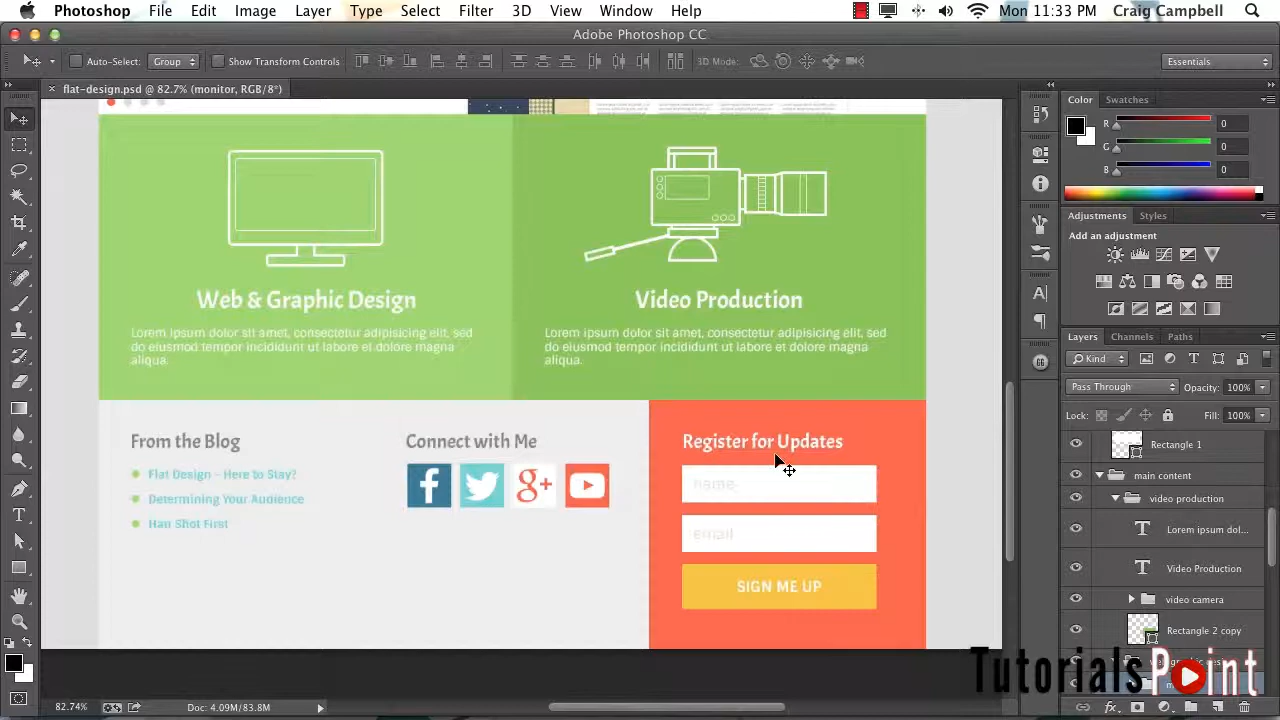 Photoshop File Edit Image Layer Type Select Filter 3D View Window Help Mon 11:33 PM Craig Campbell
Adobe Photoshop CC
Auto-Select: Group Show Transform Controls 3D Mode: Essentials
× flat-design.psd @ 82.7% (monitor, RGB/8*)
Color Swatches
R 0
G 0
B 0
Adjustments Styles
Add an adjustment
Web & Graphic Design
Lorem ipsum dolor sit amet, consectetur adipisicing elit, sed
do eiusmod tempor incididunt ut labore et dolore magna
aliqua.
Video Production
Lorem ipsum dolor sit amet, consectetur adipisicing elit, sed
do eiusmod tempor incididunt ut labore et dolore magna
aliqua.
From the Blog
Flat Design – Here to Stay?
Determining Your Audience
Han Shot First
Connect with Me
f
g+
Register for Updates
name
email
SIGN ME UP
Layers Channels Paths
Kind
Pass Through Opacity: 100%
Lock: Fill: 100%
Rectangle 1
main content
video production
T Lorem ipsum dol...
T Video Production
video camera
Rectangle 2 copy
TutorialsPoint
82.74% Doc: 4.09M/83.8M